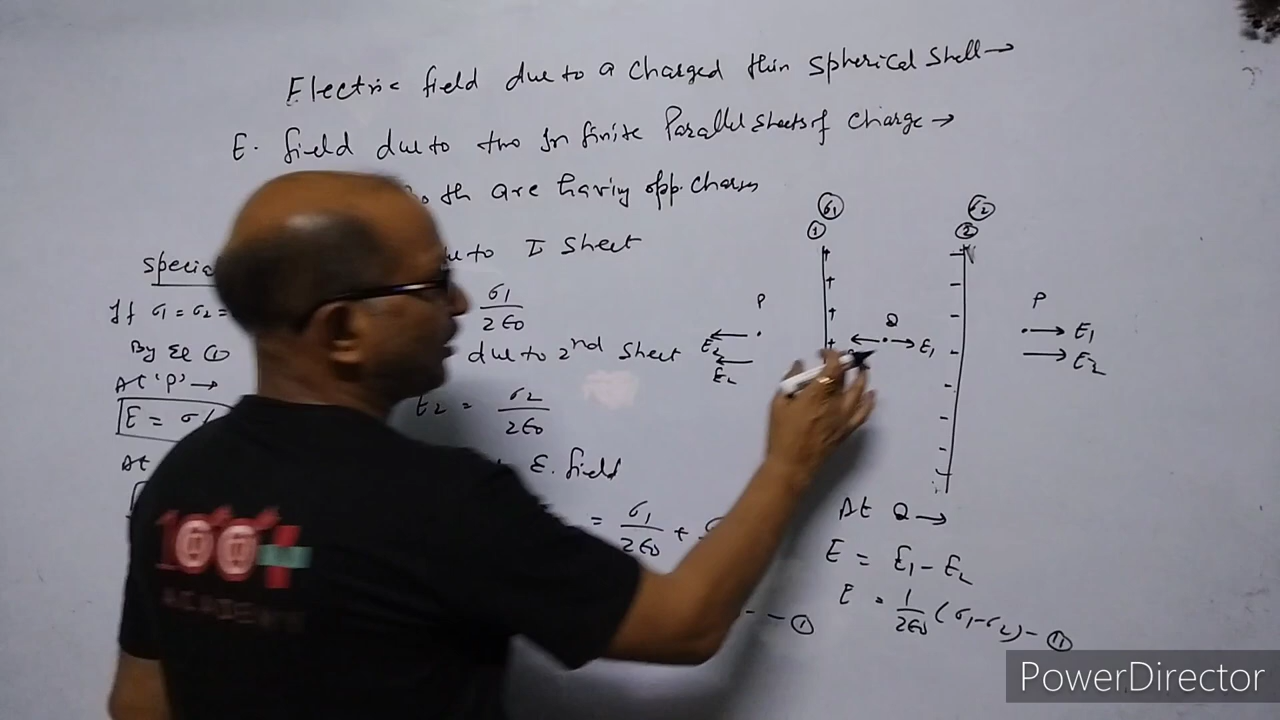 Electric field due to a charged thin spherical shell →
E. field due to two Infinite Parallel sheets of charge →
are having opp. charges
due to I sheet
If σ1 = σ2 =
σ1/2ε0
By Eq ①
due to 2nd sheet
At 'P' →
E2 = σ2/2ε0
E = σ/
At
E. field
= σ1/2ε0 +
- - ①
σ1 σ2
① ②
+ + + +
- - - - - - -
P Q P
E2 E1 E1
E2 E2
At Q →
E = E1 - E2
E = 1/2ε0 (σ1 - σ2) - ⑪
100
ACADEMY
PowerDirector